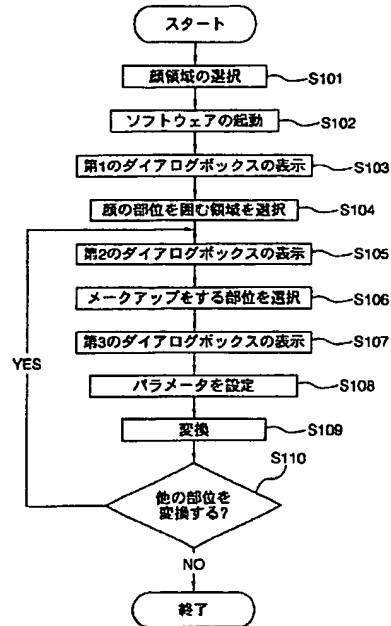 スタート
顔領域の選択
S101
ソフトウェアの起動
S102
第1のダイアログボックスの表示
S103
顔の部位を囲む領域を選択
S104
第2のダイアログボックスの表示
S105
メークアップをする部位を選択
S106
第3のダイアログボックスの表示
S107
YES
パラメータを設定
S108
変換
S109
S110
他の部位を
変換する?
NO
終了